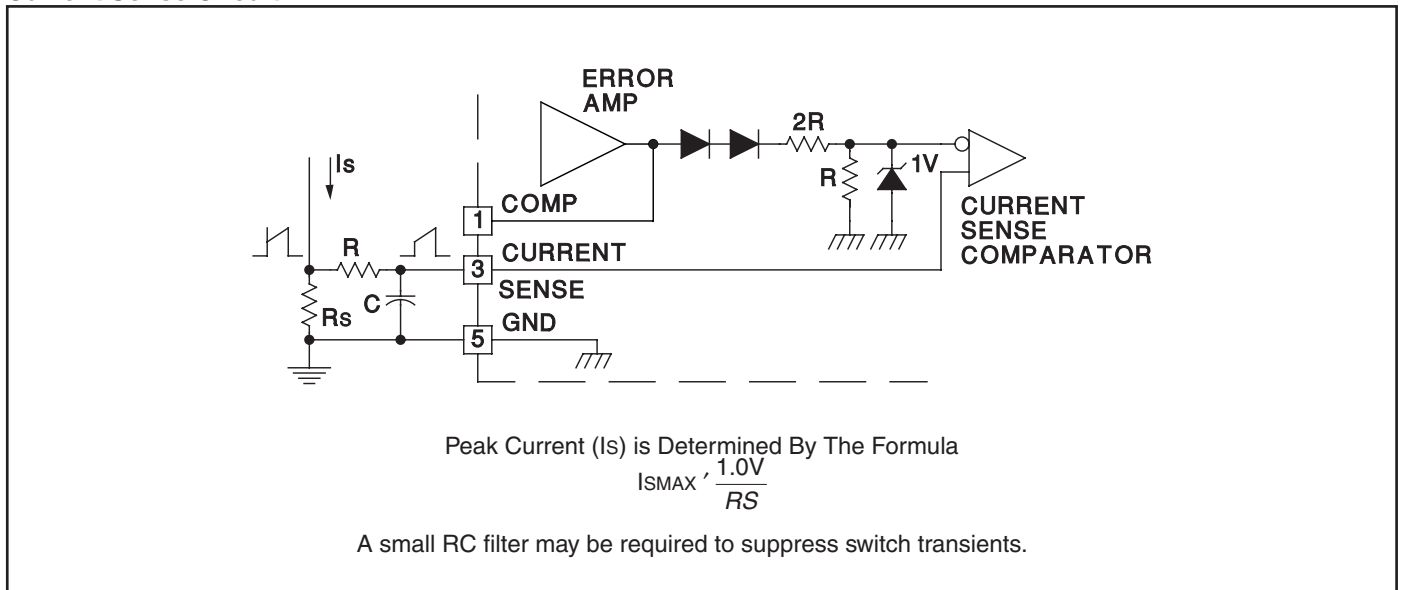 ERROR
AMP
2R
Is
R
1V
1
COMP
CURRENT
SENSE
COMPARATOR
R
3
CURRENT
SENSE
C
Rs
5
GND
Peak Current (IS) is Determined By The Formula
ISMAX ′ 1.0V
RS
A small RC filter may be required to suppress switch transients.